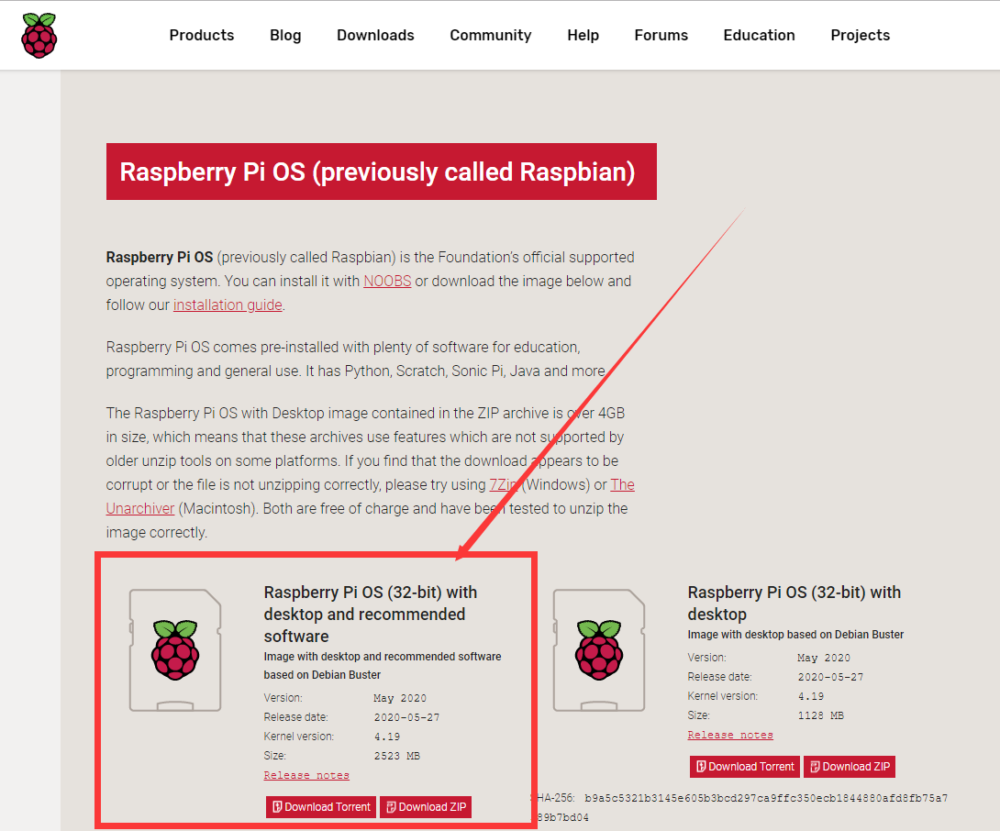 Products Blog Downloads Community Help Forums Education Projects
Raspberry Pi OS (previously called Raspbian)
Raspberry Pi OS (previously called Raspbian) is the Foundation's official supported
operating system. You can install it with NOOBS or download the image below and
follow our installation guide.
Raspberry Pi OS comes pre-installed with plenty of software for education,
programming and general use. It has Python, Scratch, Sonic Pi, Java and more.
The Raspberry Pi OS with Desktop image contained in the ZIP archive is over 4GB
in size, which means that these archives use features which are not supported by
older unzip tools on some platforms. If you find that the download appears to be
corrupt or the file is not unzipping correctly, please try using 7Zip (Windows) or The
Unarchiver (Macintosh). Both are free of charge and have been tested to unzip the
image correctly.
Raspberry Pi OS (32-bit) with
desktop and recommended
software
Image with desktop and recommended software
based on Debian Buster
Version: May 2020
Release date: 2020-05-27
Kernel version: 4.19
Size: 2523 MB
Release notes
Download Torrent Download ZIP
Raspberry Pi OS (32-bit) with
desktop
Image with desktop based on Debian Buster
Version: May 2020
Release date: 2020-05-27
Kernel version: 4.19
Size: 1128 MB
Release notes
Download Torrent Download ZIP
SHA-256: b9a5c5321b3145e605b3bcd297ca9ffc350ecb1844880afd8fb75a7
89b7bd04